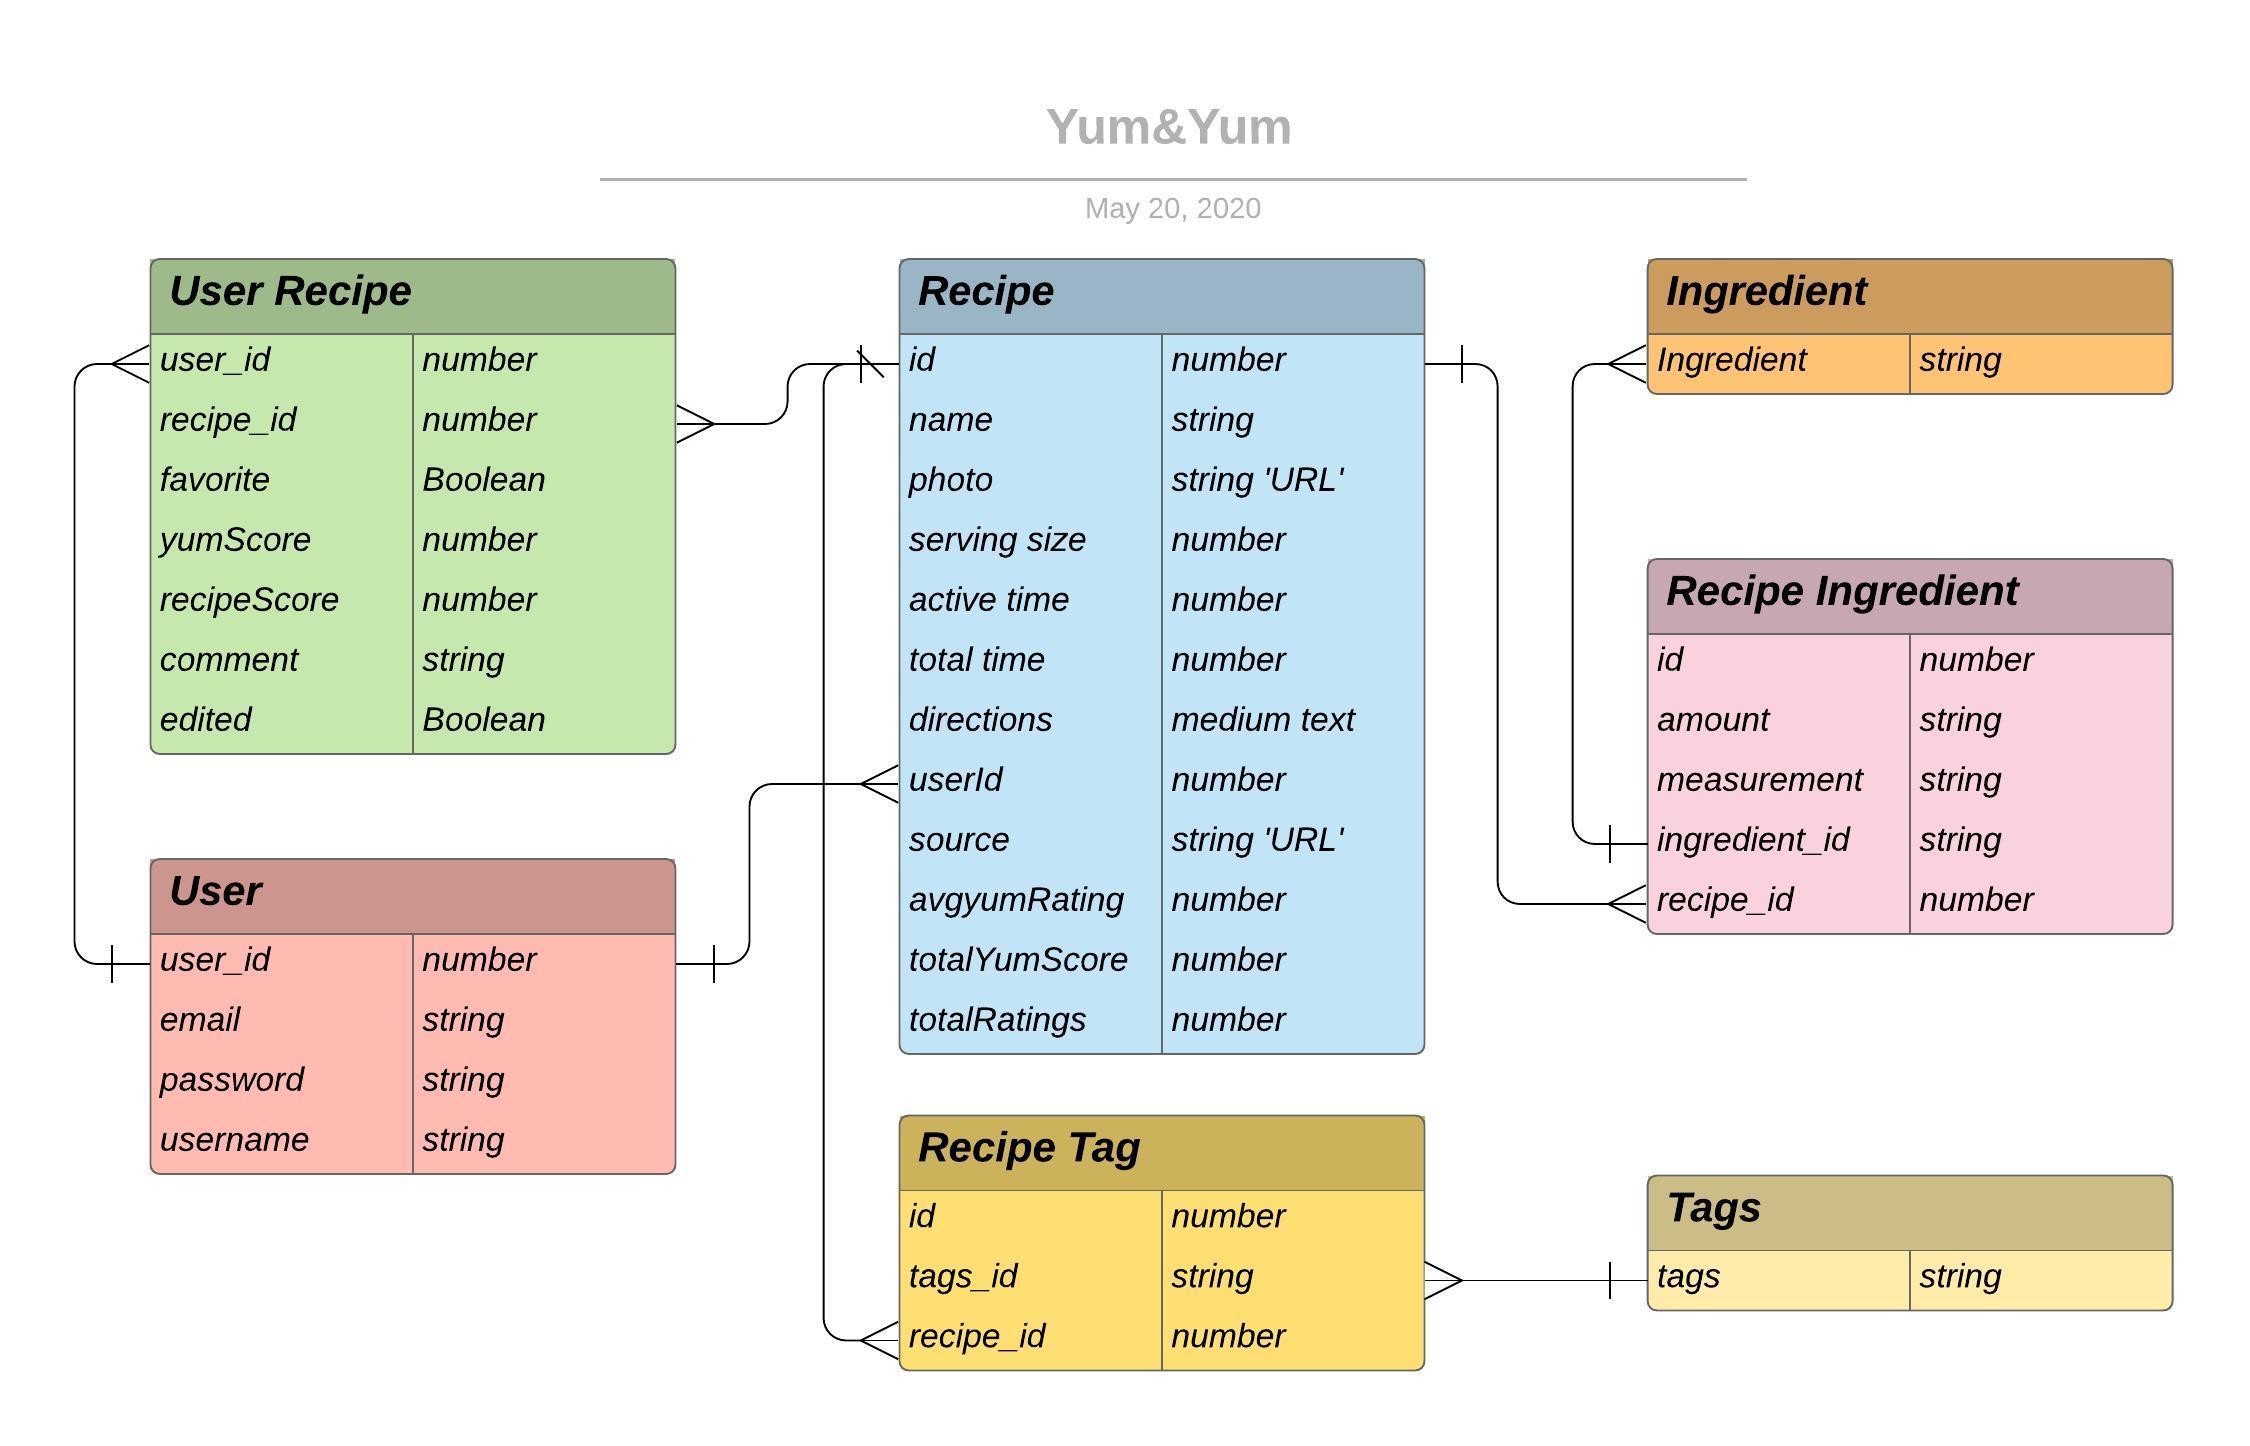 Yum&Yum
May 20, 2020
User Recipe
user_id number
recipe_id number
favorite Boolean
yumScore number
recipeScore number
comment string
edited Boolean
User
user_id number
email string
password string
username string
Recipe
id number
name string
photo string 'URL'
serving size number
active time number
total time number
directions medium text
userId number
source string 'URL'
avgyumRating number
totalYumScore number
totalRatings number
Recipe Tag
id number
tags_id string
recipe_id number
Ingredient
Ingredient string
Recipe Ingredient
id number
amount string
measurement string
ingredient_id string
recipe_id number
Tags
tags string